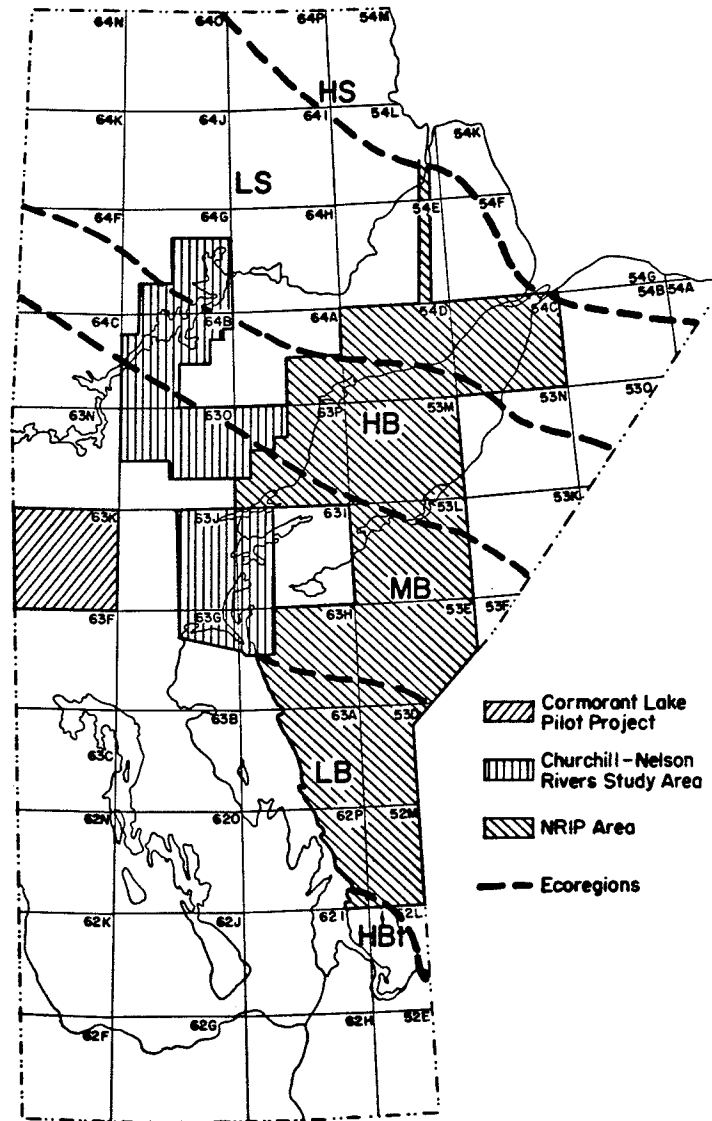 64N 64O 64P 54M
HS
64K 64J 64I 54L
54K
LS
64F 64G 64H 54E 54F
54G
54B 54A
64C 64B 64A 54D 54C
63N 63O 63P 53M 53N 53O
HB
63K 63J 63I 53L 53K
MB
63F 63G 63H 53E 53F
63B 63A 53D
63C
LB
62N 62O 62P 52M
62K 62J 62I 52L
HBt
62F 62G 62H 52E
Cormorant Lake
Pilot Project
Churchill-Nelson
Rivers Study Area
NRIP Area
Ecoregions